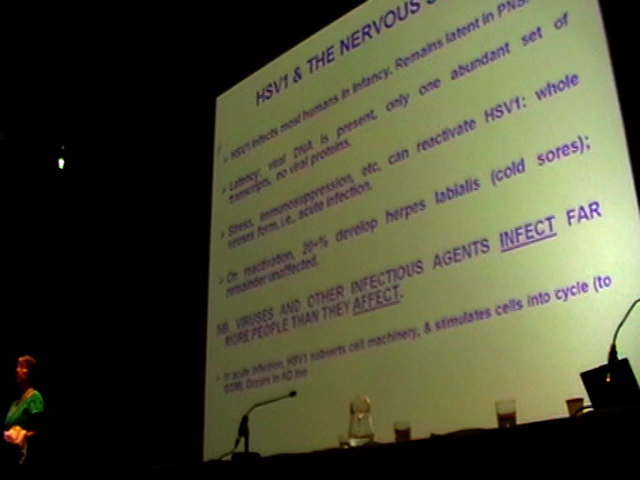 HSV1 & THE NERVOUS S
HSV1 infects most humans in infancy. Remains latent in PNS.
Latency: viral DNA is present, only one abundant set of
transcripts, no viral proteins.
Stress, immunosuppression, etc. can reactivate HSV1: whole
viruses form, i.e., acute infection.
On reactivation, 20+% develop herpes labialis (cold sores);
remainder unaffected.
NB. VIRUSES AND OTHER INFECTIOUS AGENTS INFECT FAR
MORE PEOPLE THAN THEY AFFECT.
In acute infection, HSV1 subverts cell machinery, & stimulates cells into cycle (to
Occurs in AD too